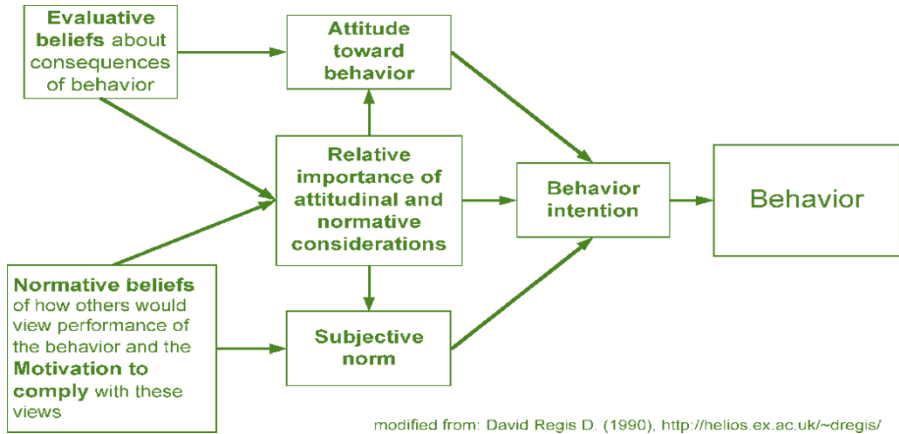 Evaluative
beliefs about
consequences
of behavior
Attitude
toward
behavior
Relative
importance of
attitudinal and
normative
considerations
Behavior
intention
Behavior
Normative beliefs
of how others would
view performance of
the behavior and the
Motivation to
comply with these
views
Subjective
norm
modified from: David Regis D. (1990), http://helios.ex.ac.uk/~dregis/